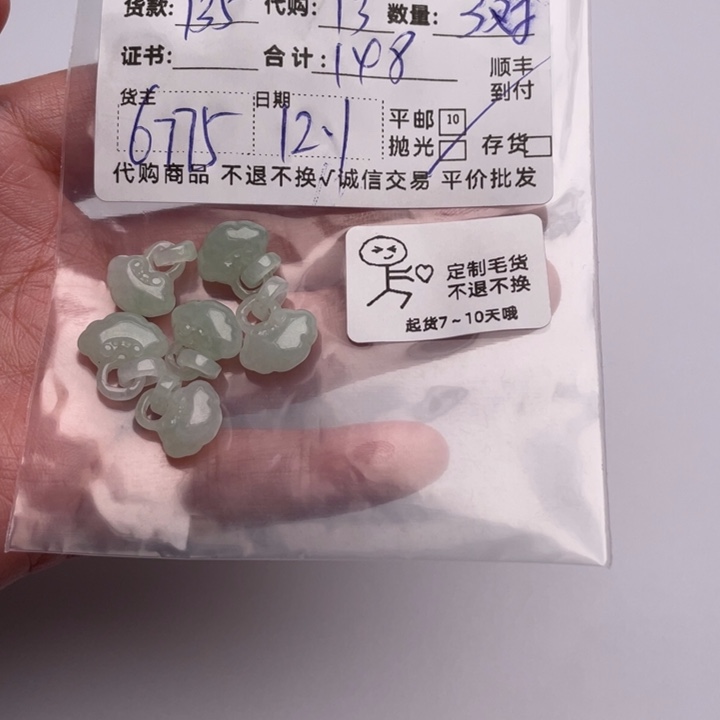 货款: 135 代购: 13 数量: 3对
证书: 合计: 148 顺丰
到付
货主 6775 日期 12.1 平邮 10
抛光 存货
代购商品 不退不换√诚信交易 平价批发
定制毛货
不退不换
起货7~10天哦